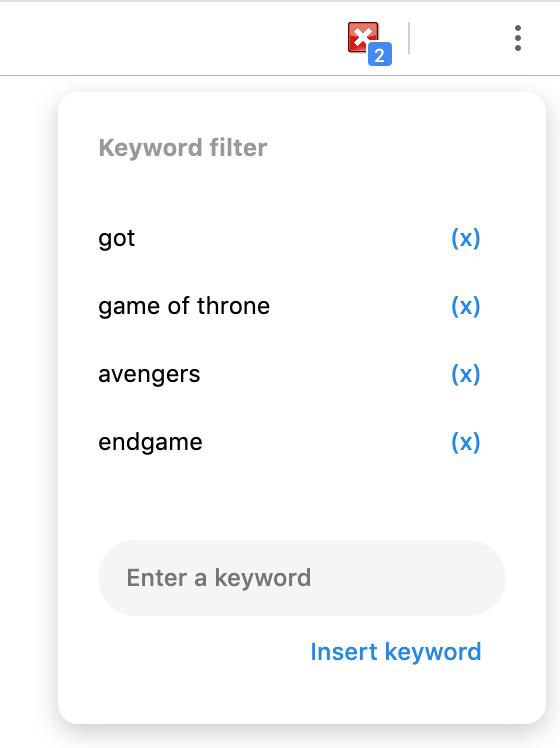 2
Keyword filter
got (x)
game of throne (x)
avengers (x)
endgame (x)
Enter a keyword
Insert keyword